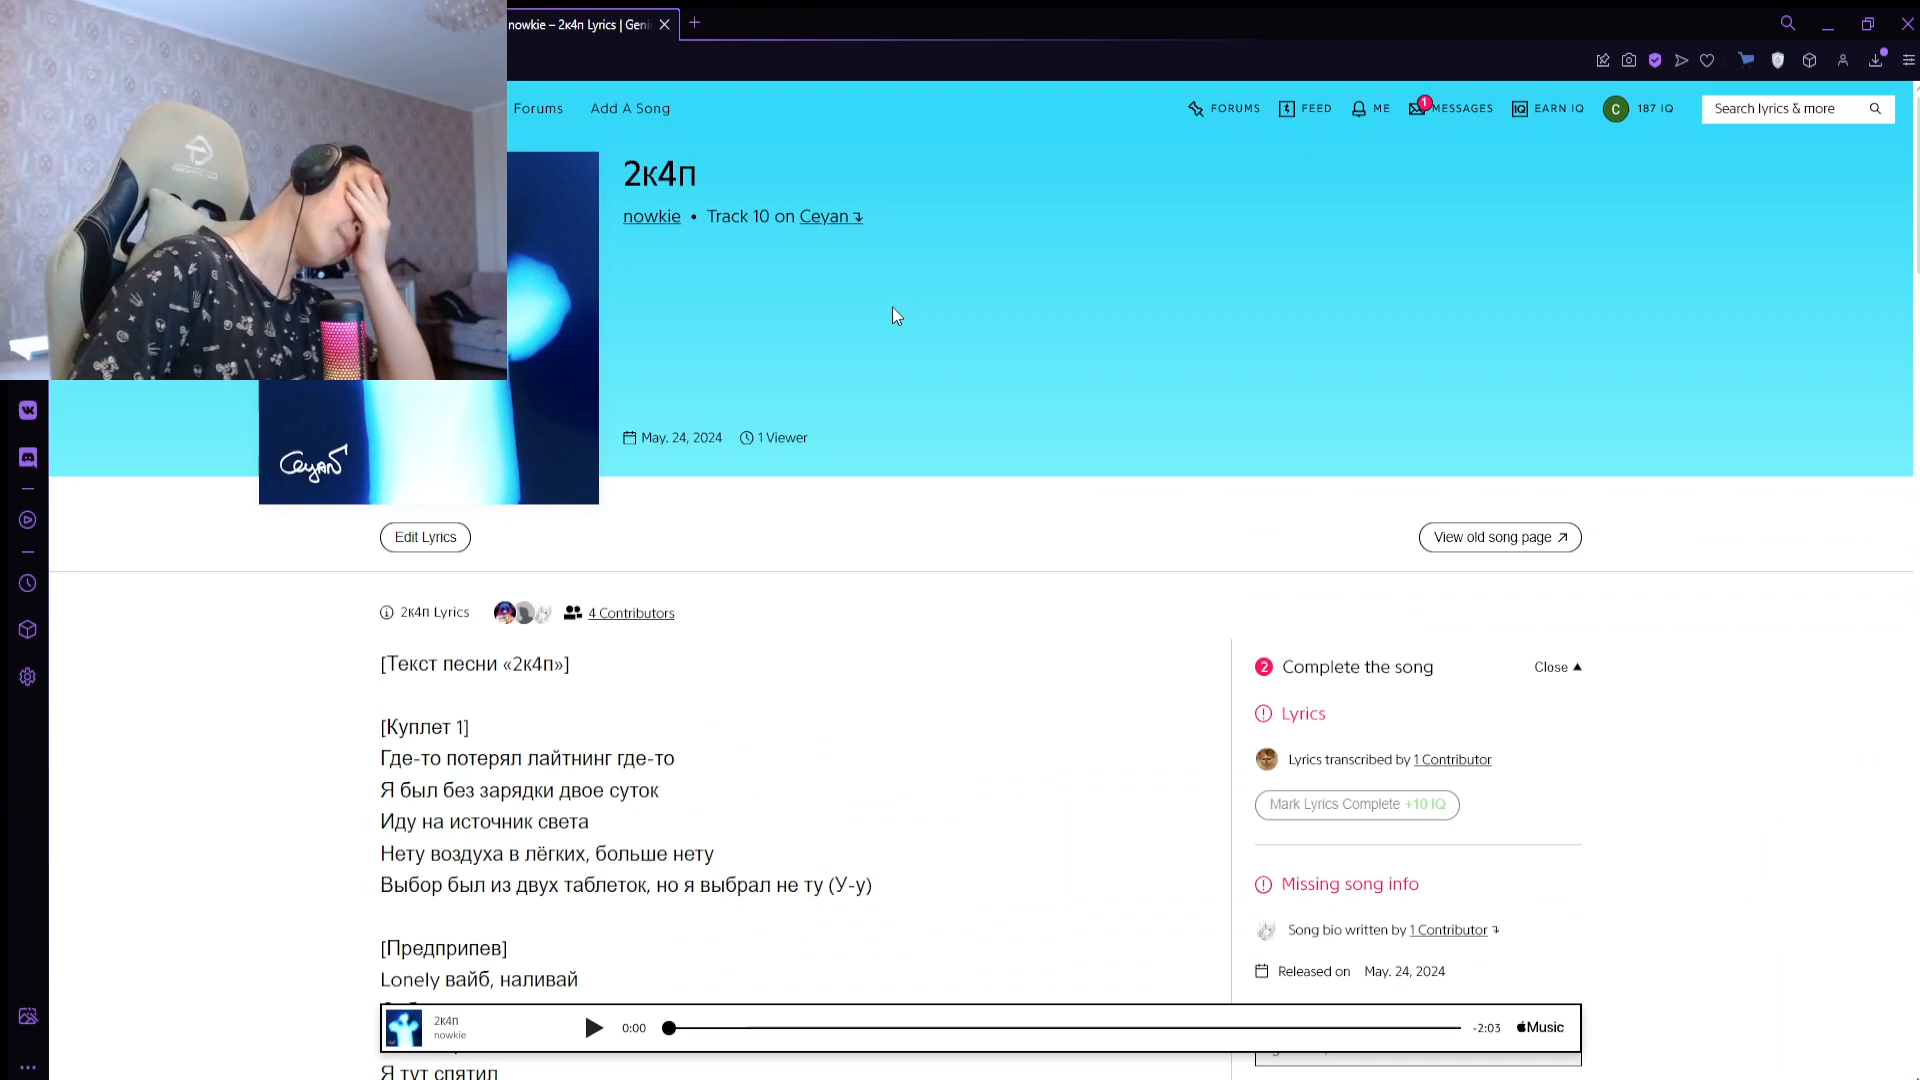 nowkie – 2к4п Lyrics | Geni
Forums
Add A Song
FORUMS
FEED
ME
1
MESSAGES
EARN IQ
C
187 IQ
Search lyrics & more
2к4п
nowkie • Track 10 on Ceyan
May. 24, 2024
1 Viewer
Ceyan
Edit Lyrics
View old song page
2к4п Lyrics
4 Contributors
[Текст песни «2к4п»]
[Куплет 1]
Где-то потерял лайтнинг где-то
Я был без зарядки двое суток
Иду на источник света
Нету воздуха в лёгких, больше нету
Выбор был из двух таблеток, но я выбрал не ту (У-у)
[Предприпев]
Lonely вайб, наливай
Я тут спятил
2 Complete the song
Close
Lyrics
Lyrics transcribed by 1 Contributor
Mark Lyrics Complete +10 IQ
Missing song info
Song bio written by 1 Contributor
Released on May. 24, 2024
2к4п
nowkie
0:00
-2:03
Music